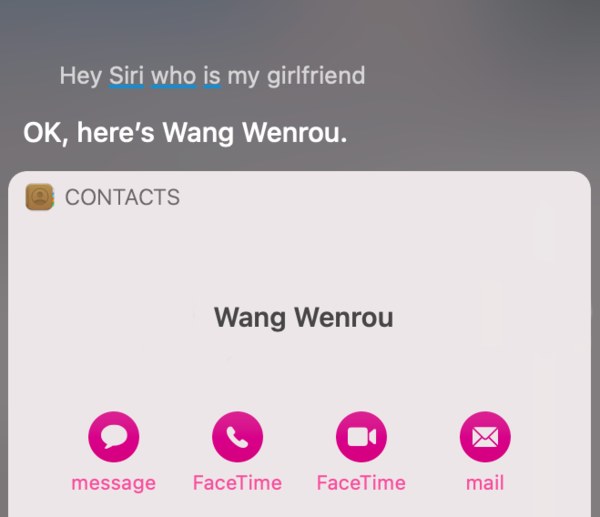 Hey Siri who is my girlfriend
OK, here’s Wang Wenrou.
CONTACTS
Wang Wenrou
message FaceTime FaceTime mail